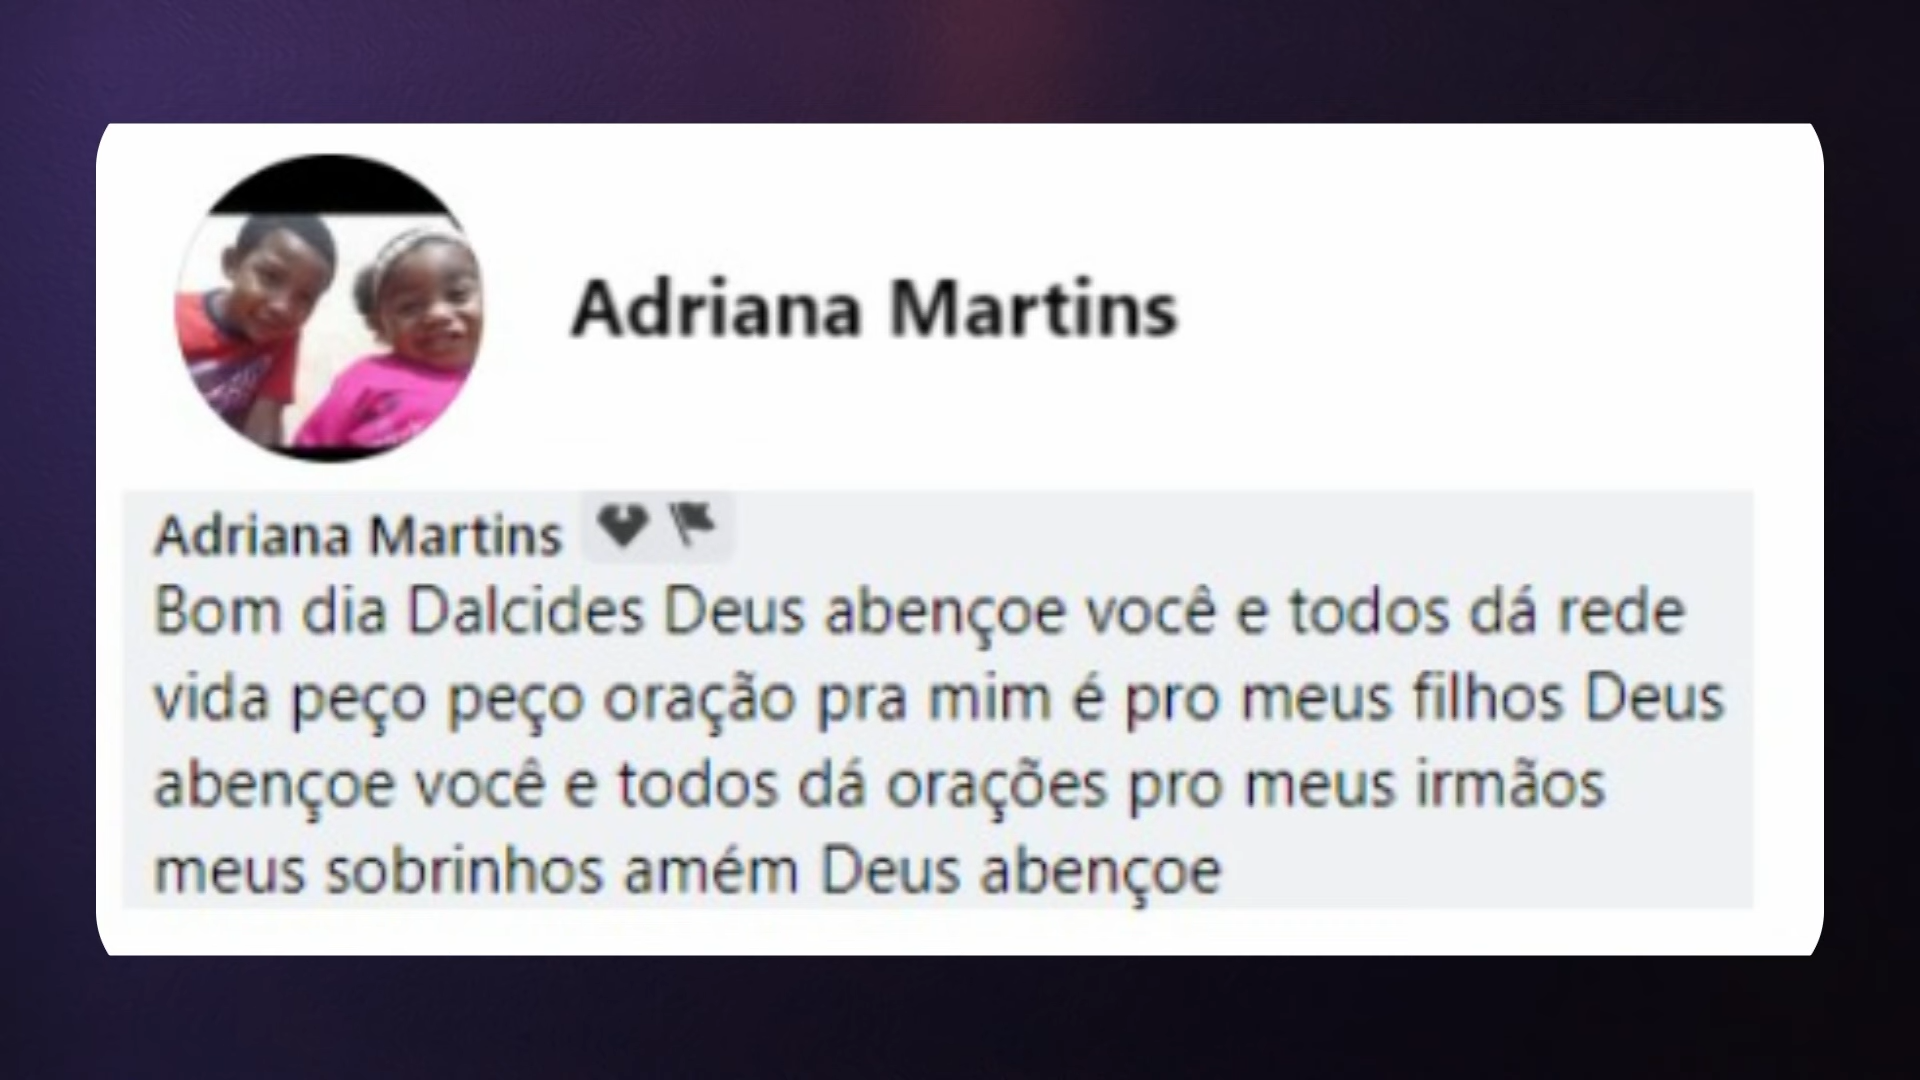 Adriana Martins
Adriana Martins
Bom dia Dalcides Deus abençoe você e todos dá rede
vida peço peço oração pra mim é pro meus filhos Deus
abençoe você e todos dá orações pro meus irmãos
meus sobrinhos amém Deus abençoe